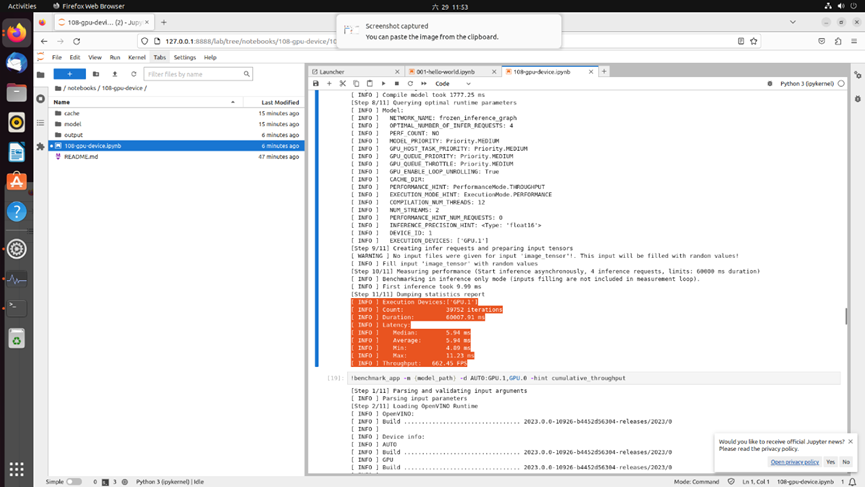 Activities
Firefox Web Browser
六 29 11:53
108-gpu-device (2) - Jupy
Screenshot captured
You can paste the image from the clipboard.
127.0.0.1:8888/lab/tree/notebooks/108-gpu-device/
File Edit View Run Kernel Tabs Settings Help
Filter files by name
/ notebooks / 108-gpu-device /
Name Last Modified
cache 15 minutes ago
model 15 minutes ago
output 6 minutes ago
108-gpu-device.ipynb 6 minutes ago
README.md 47 minutes ago
Launcher
001-hello-world.ipynb
108-gpu-device.ipynb
Code
Python 3 (ipykernel)
[ INFO ] Compile model took 1777.25 ms
[Step 8/11] Querying optimal runtime parameters
[ INFO ] Model:
[ INFO ] NETWORK_NAME: frozen_inference_graph
[ INFO ] OPTIMAL_NUMBER_OF_INFER_REQUESTS: 4
[ INFO ] PERF_COUNT: NO
[ INFO ] MODEL_PRIORITY: Priority.MEDIUM
[ INFO ] GPU_HOST_TASK_PRIORITY: Priority.MEDIUM
[ INFO ] GPU_QUEUE_PRIORITY: Priority.MEDIUM
[ INFO ] GPU_QUEUE_THROTTLE: Priority.MEDIUM
[ INFO ] GPU_ENABLE_LOOP_UNROLLING: True
[ INFO ] CACHE_DIR:
[ INFO ] PERFORMANCE_HINT: PerformanceMode.THROUGHPUT
[ INFO ] EXECUTION_MODE_HINT: ExecutionMode.PERFORMANCE
[ INFO ] COMPILATION_NUM_THREADS: 12
[ INFO ] NUM_STREAMS: 2
[ INFO ] PERFORMANCE_HINT_NUM_REQUESTS: 0
[ INFO ] INFERENCE_PRECISION_HINT: <Type: 'float16'>
[ INFO ] DEVICE_ID: 1
[ INFO ] EXECUTION_DEVICES: ['GPU.1']
[Step 9/11] Creating infer requests and preparing input tensors
[ WARNING ] No input files were given for input 'image_tensor'!. This input will be filled with random values!
[ INFO ] Fill input 'image_tensor' with random values
[Step 10/11] Measuring performance (Start inference asynchronously, 4 inference requests, limits: 60000 ms duration)
[ INFO ] Benchmarking in inference only mode (inputs filling are not included in measurement loop).
[ INFO ] First inference took 9.99 ms
[Step 11/11] Dumping statistics report
[ INFO ] Execution Devices:['GPU.1']
[ INFO ] Count: 39752 iterations
[ INFO ] Duration: 60007.91 ms
[ INFO ] Latency:
[ INFO ] Median: 5.94 ms
[ INFO ] Average: 5.94 ms
[ INFO ] Min: 4.89 ms
[ INFO ] Max: 11.23 ms
[ INFO ] Throughput: 662.45 FPS
!benchmark_app -m {model_path} -d AUTO:GPU.1,GPU.0 -hint cumulative_throughput
[Step 1/11] Parsing and validating input arguments
[ INFO ] Parsing input parameters
[Step 2/11] Loading OpenVINO Runtime
[ INFO ] OpenVINO:
[ INFO ] Build ................................. 2023.0.0-10926-b4452d56304-releases/2023/0
[ INFO ]
[ INFO ] Device info:
[ INFO ] AUTO
[ INFO ] Build ................................. 2023.0.0-10926-b4452d56304-releases/2023/0
[ INFO ] GPU
[ INFO ] Build ................................. 2023.0.0-10926-b4452d56304-releases/2023/0
Would you like to receive official Jupyter news?
Please read the privacy policy.
Open privacy policy Yes No
Simple 0 3 Python 3 (ipykernel) | Idle
Mode: Command Ln 1, Col 1 108-gpu-device.ipynb 1